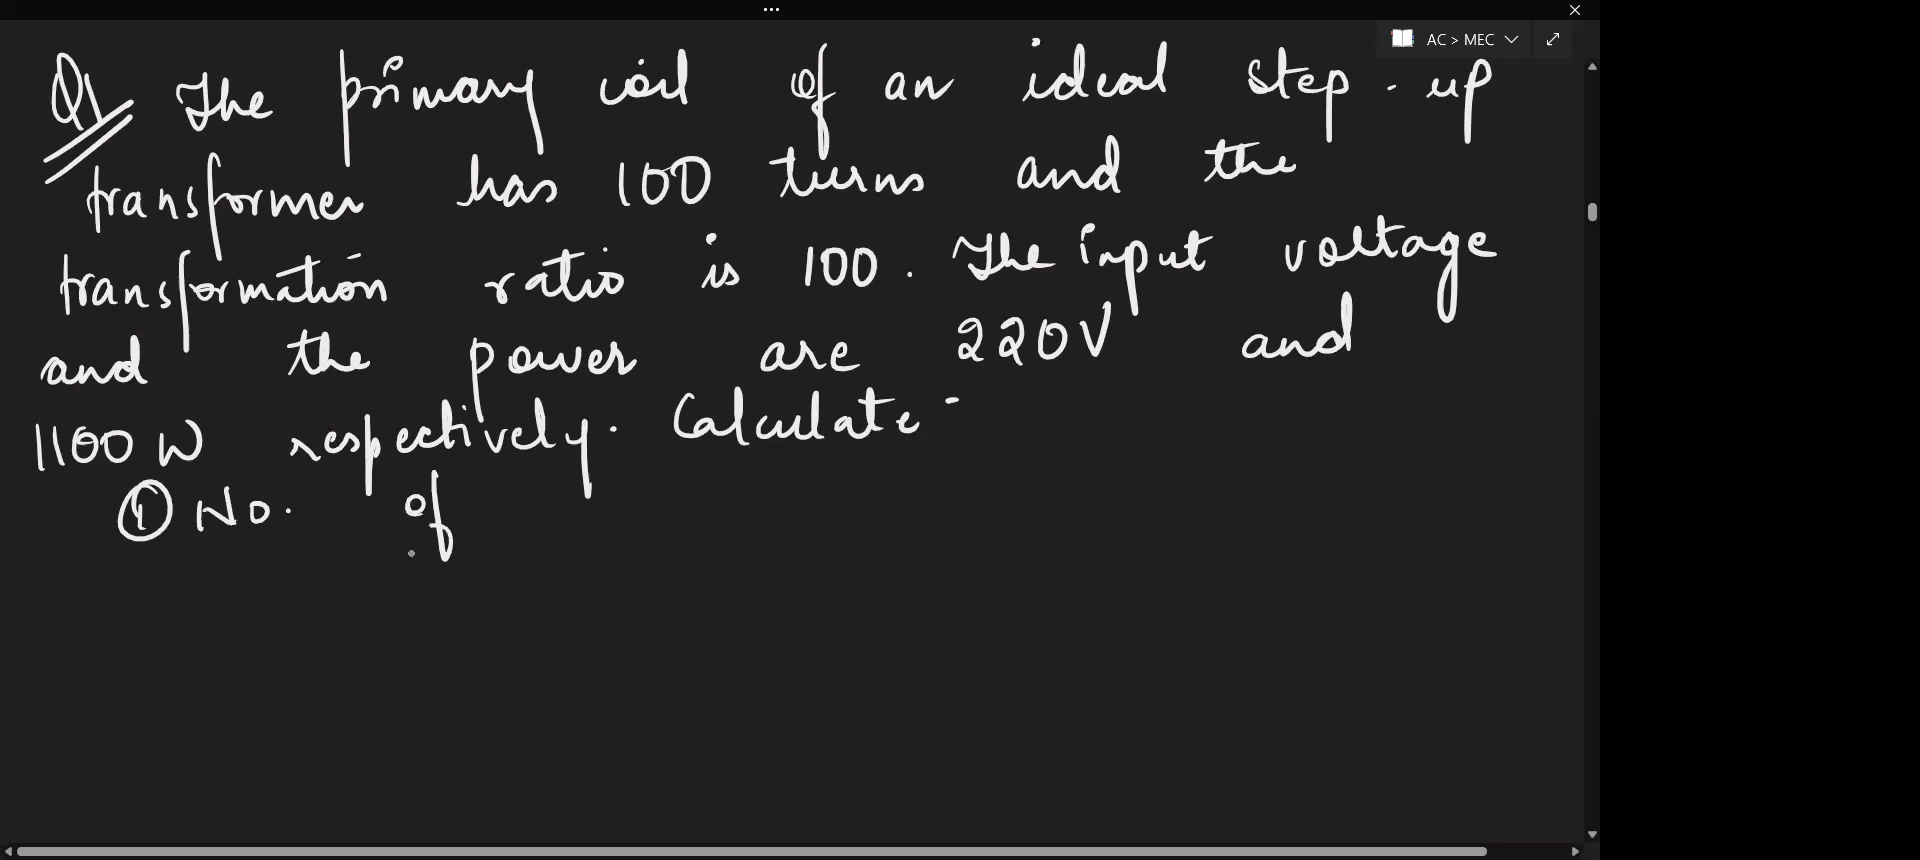 AC > MEC
Q1 The primary coil of an ideal step-up
transformer has 100 turns and the
transformation ratio is 100. The input voltage
and the power are 220V and
1100 W respectively. Calculate -
① No. of